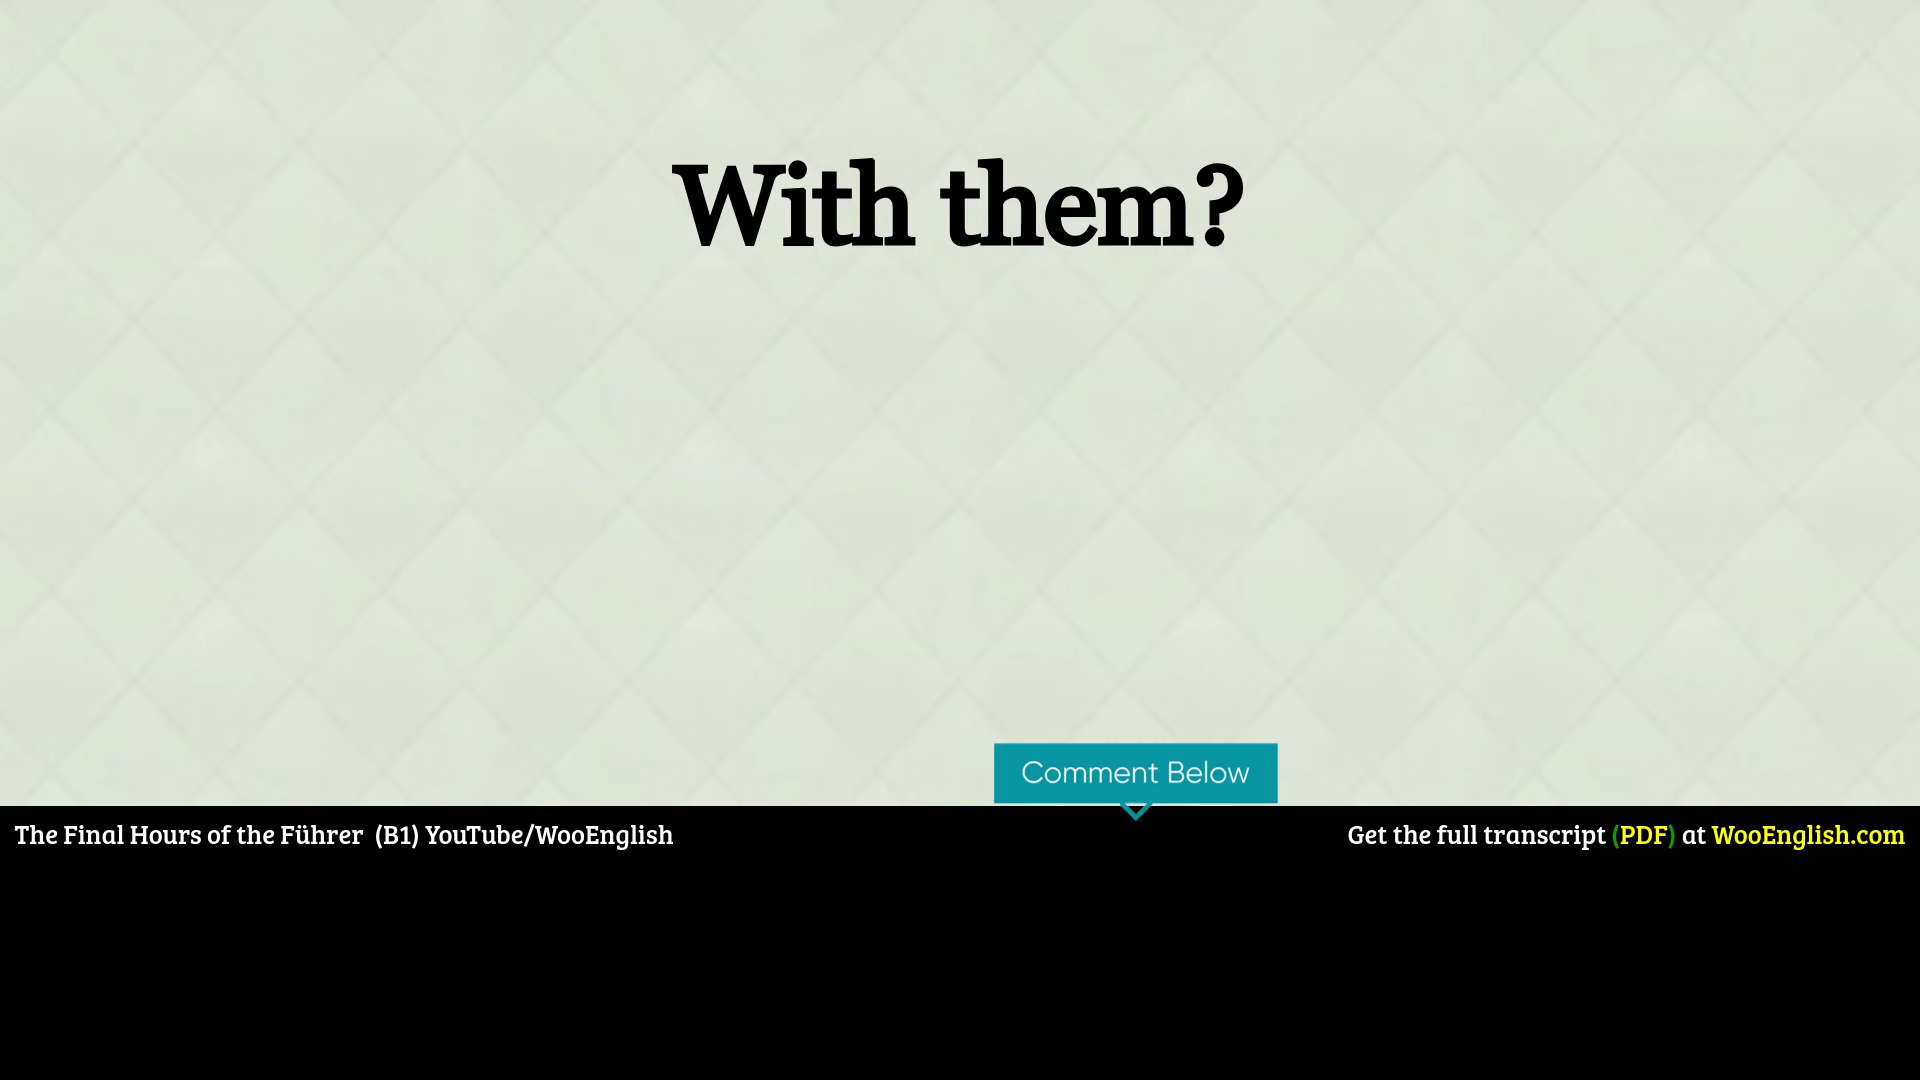 With them?
Comment Below
The Final Hours of the Führer (B1) YouTube/WooEnglish
Get the full transcript (PDF) at WooEnglish.com